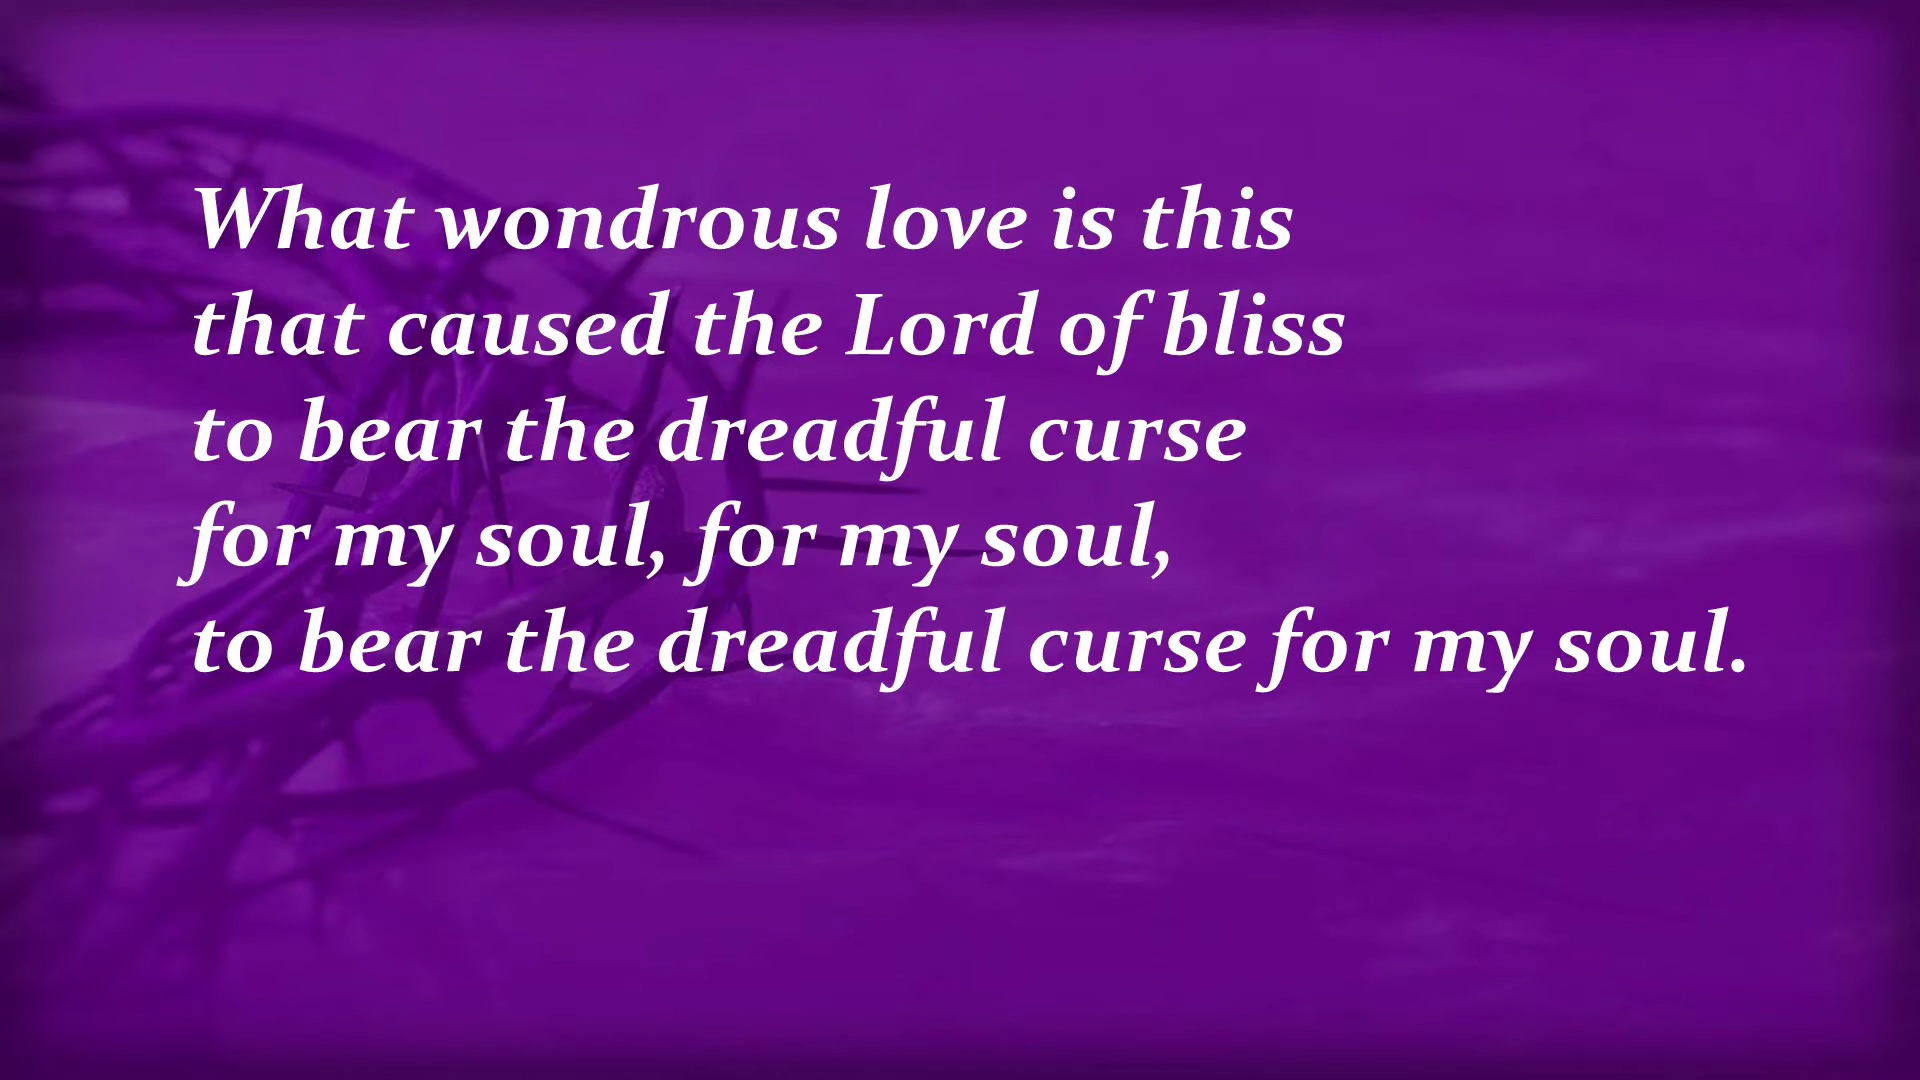 What wondrous love is this
that caused the Lord of bliss
to bear the dreadful curse
for my soul, for my soul,
to bear the dreadful curse for my soul.